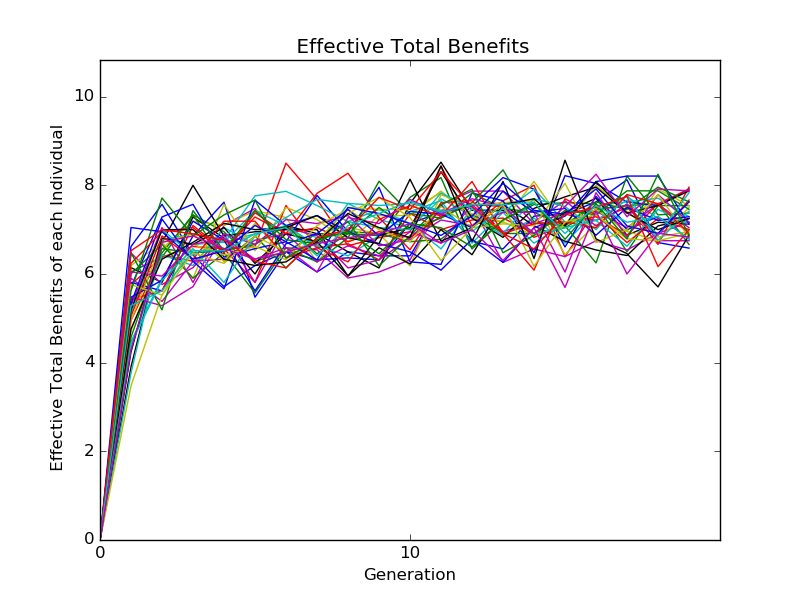 Effective Total Benefits
Effective Total Benefits of each Individual
10
8
6
4
2
0
0
10
Generation